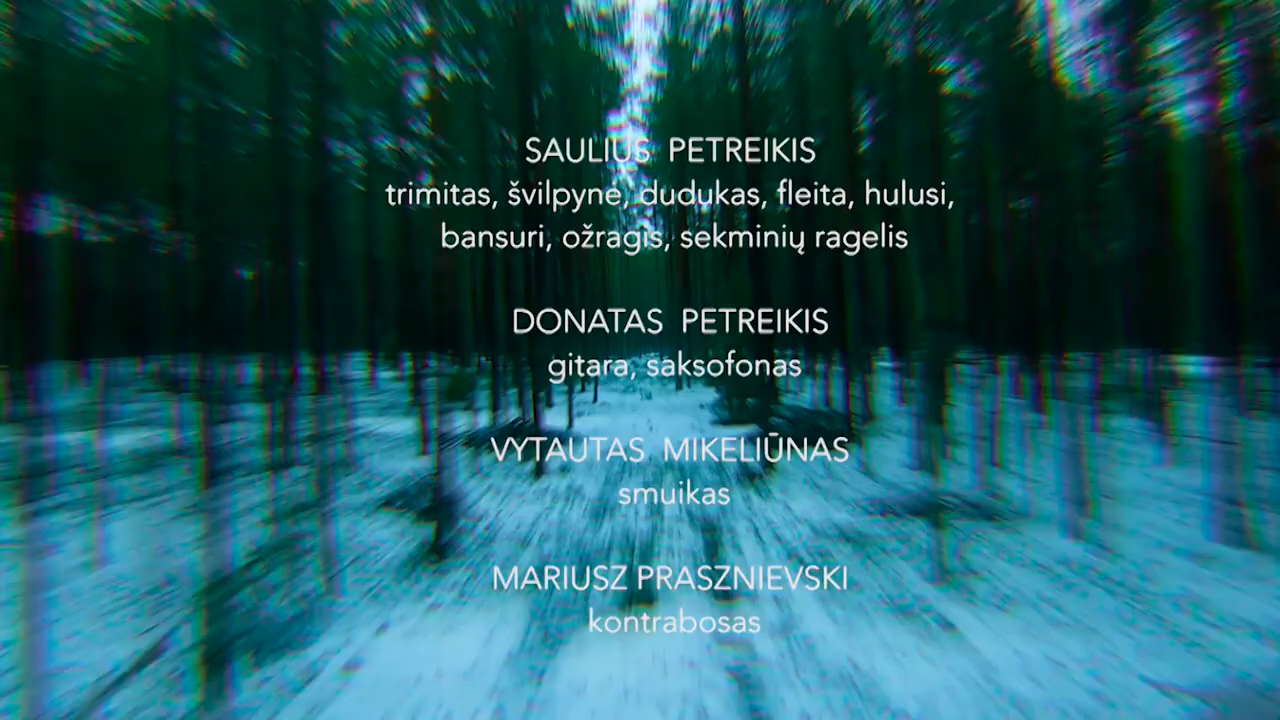 SAULIUS PETREIKIS
trimitas, švilpynė, dudukas, fleita, hulusi,
bansuri, ožragis, sekminių ragelis
DONATAS PETREIKIS
gitara, saksofonas
VYTAUTAS MIKELIŪNAS
smuikas
MARIUSZ PRASZNIEVSKI
kontrabosas